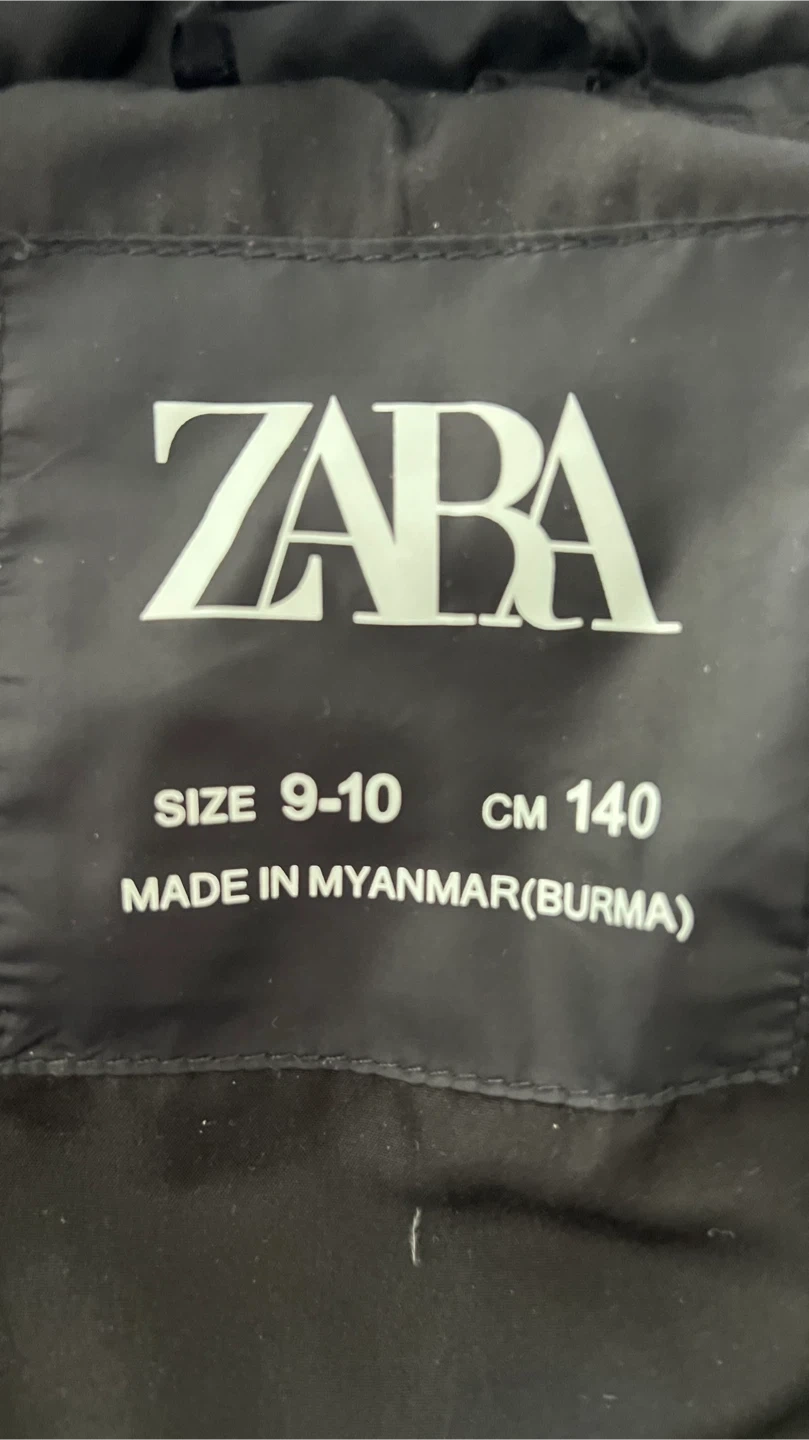 ZARA
SIZE 9-10 CM 140
MADE IN MYANMAR(BURMA)